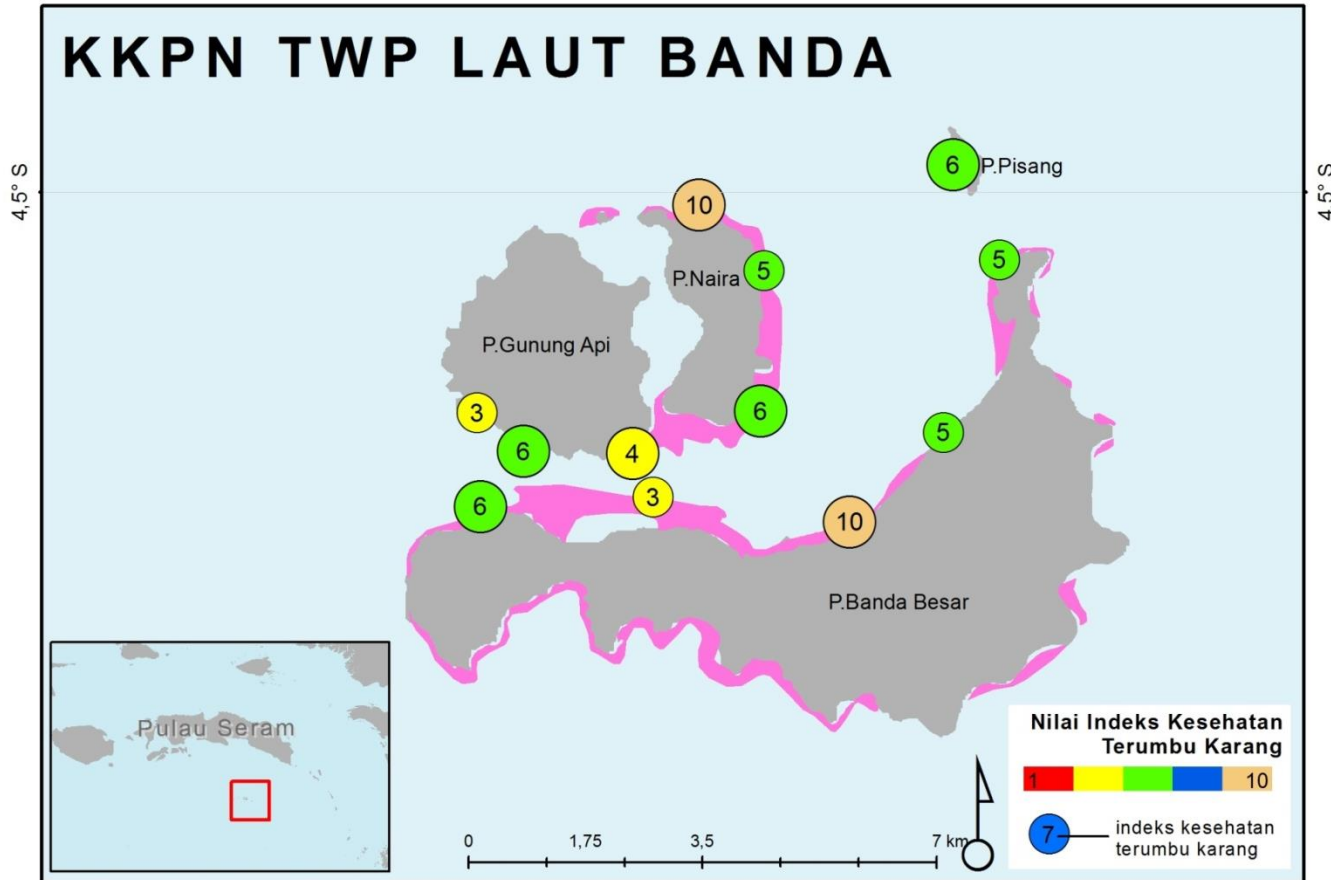 KKPN TWP LAUT BANDA
4,5° S
4,5° S
6
P.Pisang
10
5
5
P.Naira
P.Gunung Api
3
6
5
6
4
6
3
10
P.Banda Besar
Pulau Seram
Nilai Indeks Kesehatan
Terumbu Karang
1
10
7
indeks kesehatan
terumbu karang
0
1,75
3,5
7 km